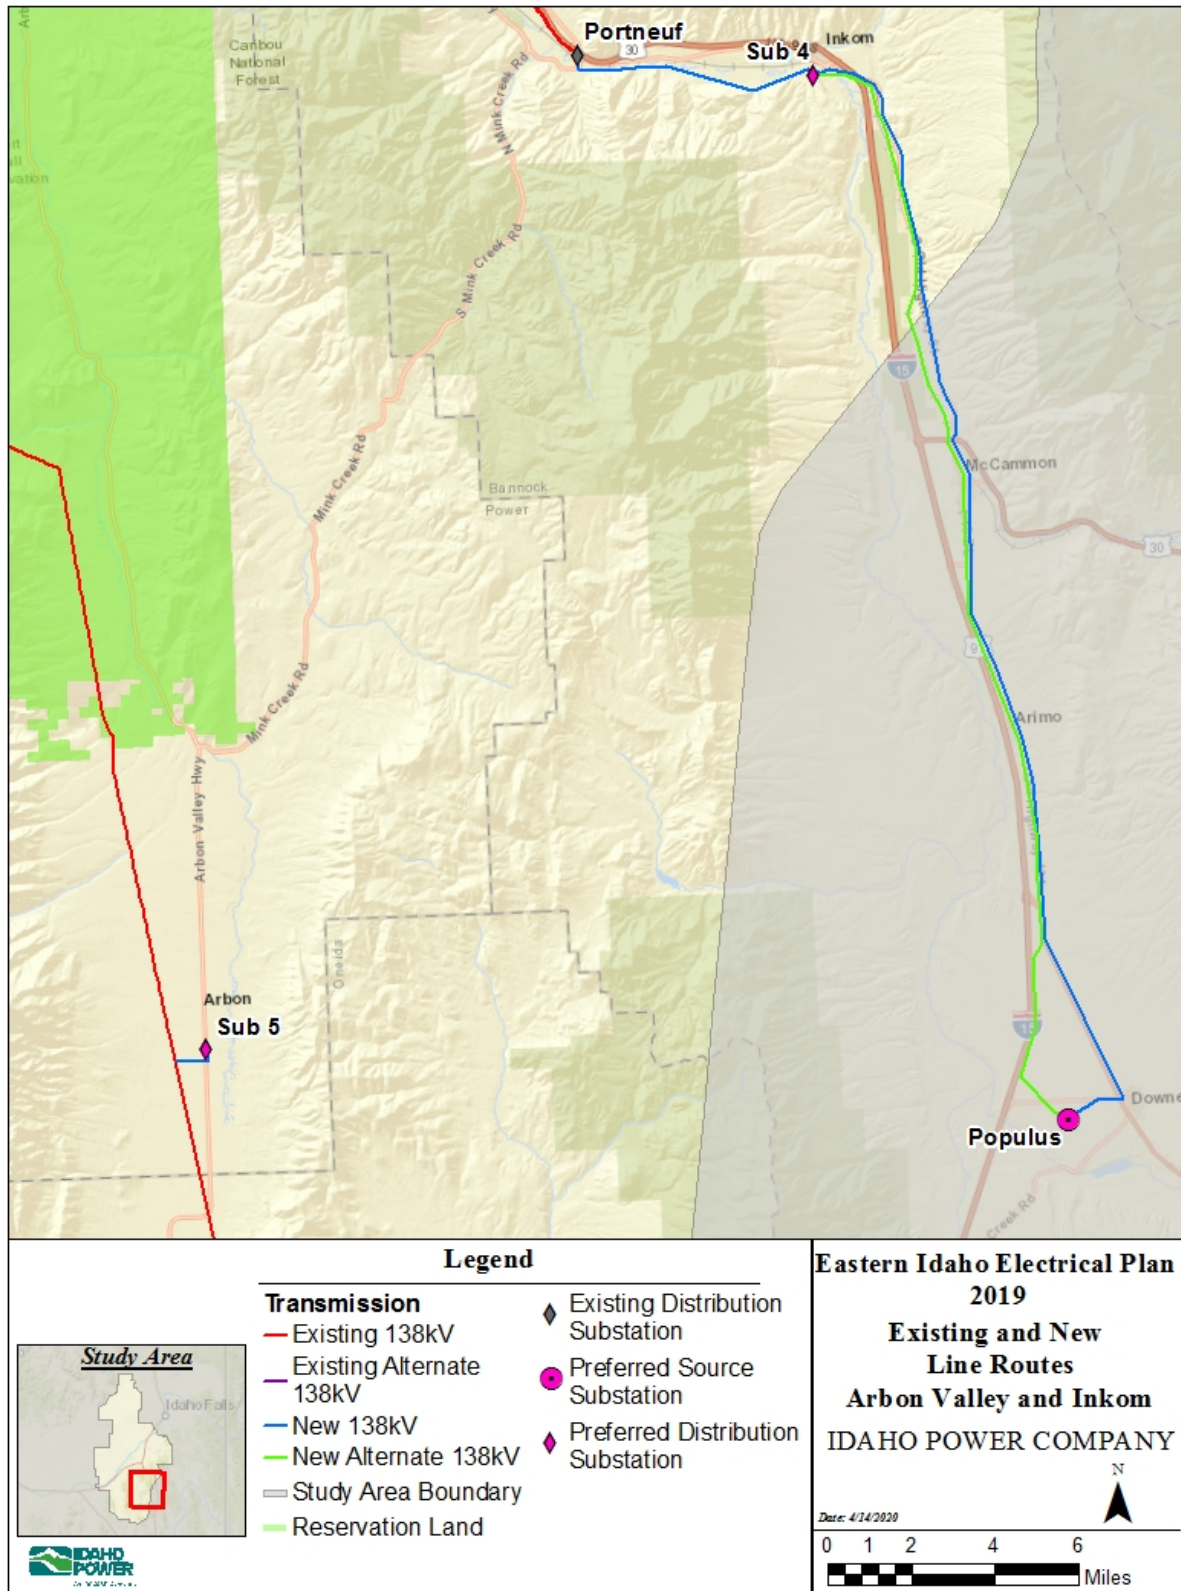 Portneuf
Inkom
Sub 4
30
Caribou
National
Forest
N Mink Creek Rd
S Mink Creek Rd
15
McCammon
Mink Creek Rd
Bannock
Power
30
Mink Creek Rd
Arimo
Arbon Valley Hwy
Oneida
Arbon
Sub 5
15
Populus
Creek Rd
Legend
Transmission
Existing 138kV
Existing Alternate
138kV
New 138kV
New Alternate 138kV
Study Area Boundary
Reservation Land
Existing Distribution
Substation
Preferred Source
Substation
Preferred Distribution
Substation
Study Area
Idaho Falls
IDAHO
POWER
Eastern Idaho Electrical Plan
2019
Existing and New
Line Routes
Arbon Valley and Inkom
IDAHO POWER COMPANY
N
Date: 4/14/2020
0 1 2 4 6
Miles